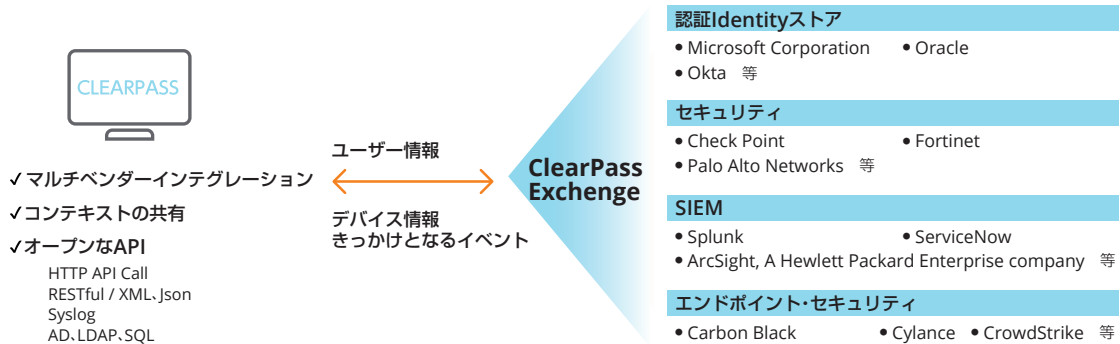 CLEARPASS
✓マルチベンダーインテグレーション
✓コンテキストの共有
✓オープンなAPI
HTTP API Call
RESTful / XML、Json
Syslog
AD、LDAP、SQL
ユーザー情報
デバイス情報
きっかけとなるイベント
ClearPass
Exchenge
認証Identityストア
• Microsoft Corporation • Oracle
• Okta 等
セキュリティ
• Check Point • Fortinet
• Palo Alto Networks 等
SIEM
• Splunk • ServiceNow
• ArcSight, A Hewlett Packard Enterprise company 等
エンドポイント・セキュリティ
• Carbon Black • Cylance • CrowdStrike 等